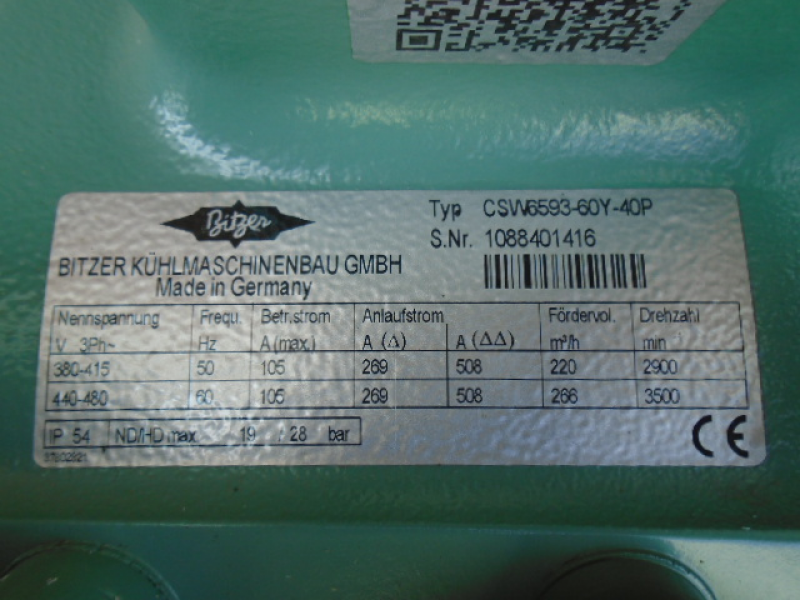 Bitzer
Typ CSW6593-60Y-40P
S.Nr. 1088401416
BITZER KÜHLMASCHINENBAU GMBH
Made in Germany
Nennspannung Frequ. Betr.strom Anlaufstrom Fördervol. Drehzahl
V 3Ph~ Hz A (max.) A (Δ) A (ΔΔ) m³/h min
380-415 50 105 269 508 220 2900
440-480 60 105 269 508 266 3500
IP 54 ND/HD max 19 / 28 bar
CE